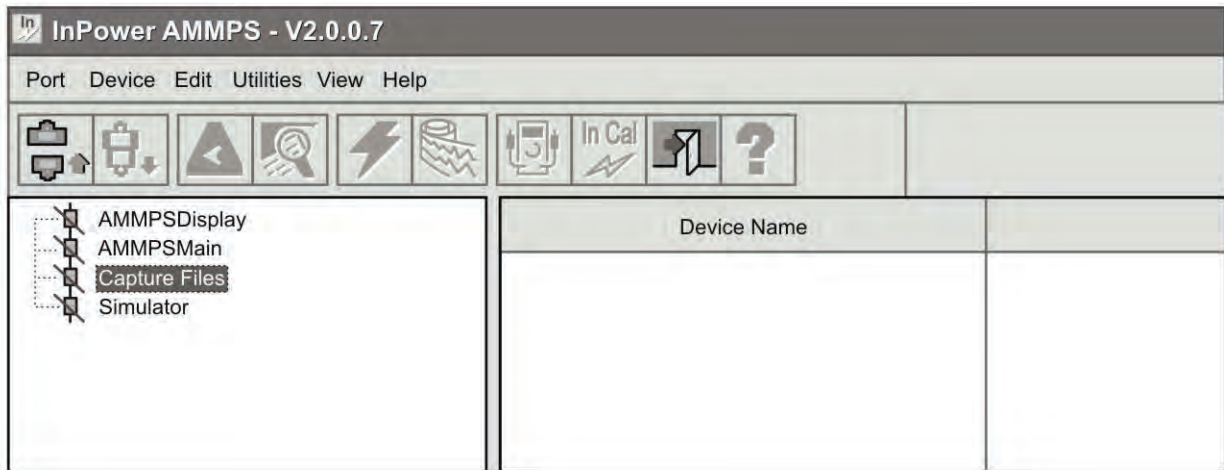 In
InPower AMMPS - V2.0.0.7
Port Device Edit Utilities View Help
In Cal
?
AMMPSDisplay
AMMPSMain
Capture Files
Simulator
Device Name